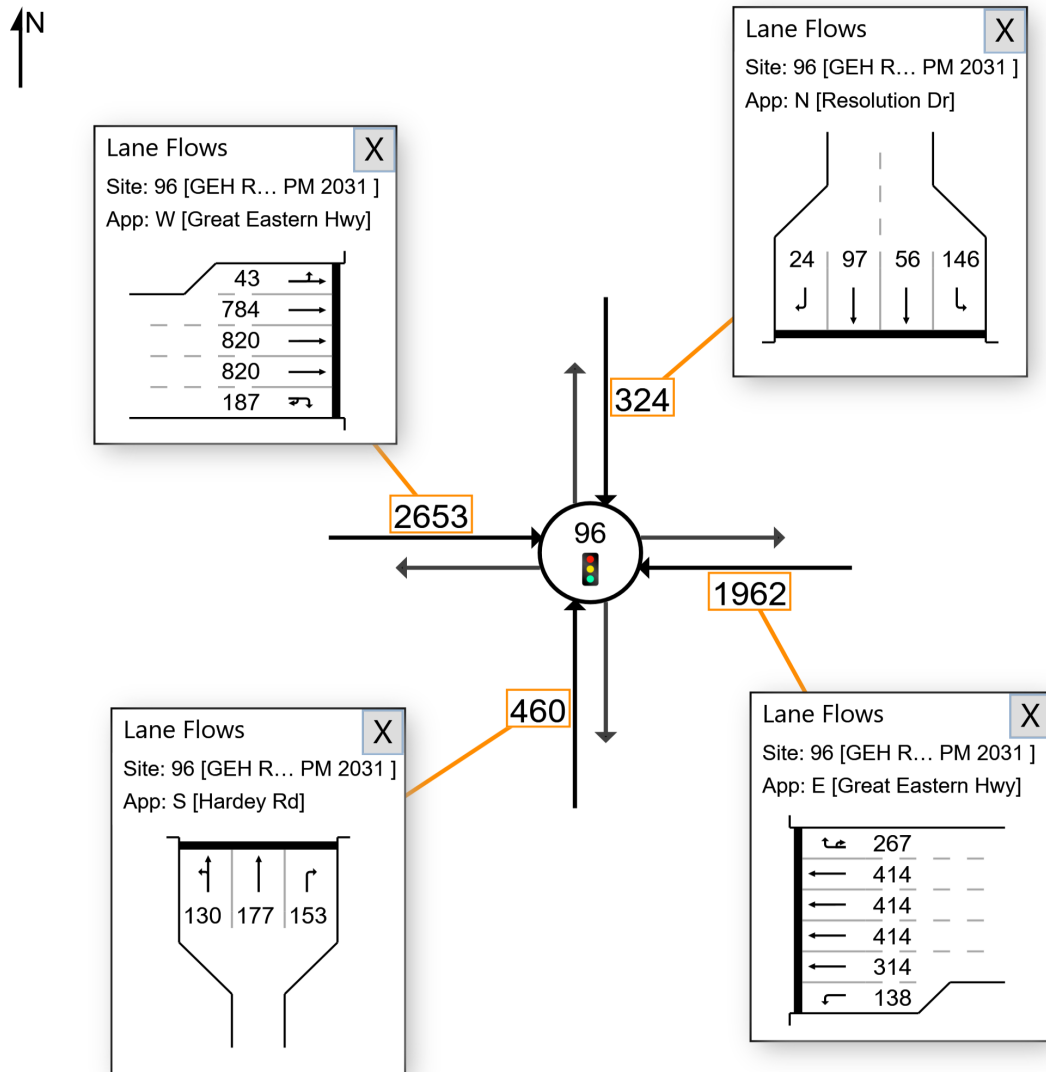 N
Lane Flows
X
Site: 96 [GEH R... PM 2031 ]
App: N [Resolution Dr]
24 97 56 146
Lane Flows
X
Site: 96 [GEH R... PM 2031 ]
App: W [Great Eastern Hwy]
43
784
820
820
187
324
2653
96
1962
460
Lane Flows
X
Site: 96 [GEH R... PM 2031 ]
App: S [Hardey Rd]
130 177 153
Lane Flows
X
Site: 96 [GEH R... PM 2031 ]
App: E [Great Eastern Hwy]
267
414
414
414
314
138